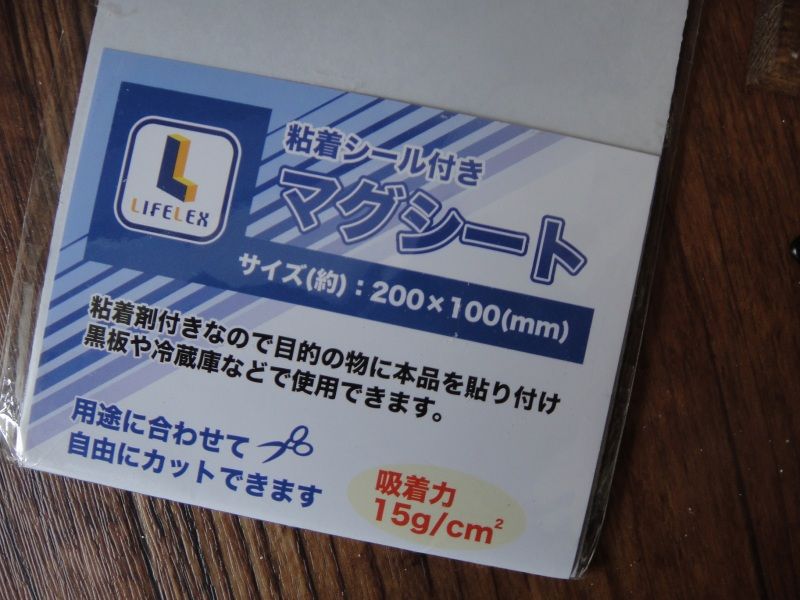 LIFELEX
粘着シール付き
マグシート
サイズ(約):200×100(mm)
粘着剤付きなので目的の物に本品を貼り付け
黒板や冷蔵庫などで使用できます。
用途に合わせて
自由にカットできます
吸着力
15g/cm²